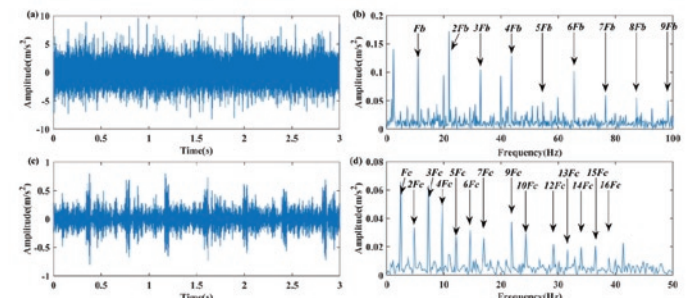 (a)
10
5
0
-5
-10
0 0.5 1 1.5 2 2.5 3
Time(s)
Amplitude(m/s²)
(b)
0.2
0.15
0.1
0.05
0
0 20 40 60 80 100
Frequency(Hz)
Amplitude(m/s²)
Fb 2Fb 3Fb 4Fb 5Fb 6Fb 7Fb 8Fb 9Fb
(c)
1
0.5
0
-0.5
-1
0 0.5 1 1.5 2 2.5 3
Time(s)
Amplitude(m/s²)
(d)
0.08
0.06
0.04
0.02
0
0 10 20 30 40 50
Frequency(Hz)
Amplitude(m/s²)
Fc 3Fc 5Fc 7Fc 9Fc 13Fc 15Fc
2Fc 4Fc 6Fc 10Fc 12Fc 14Fc 16Fc